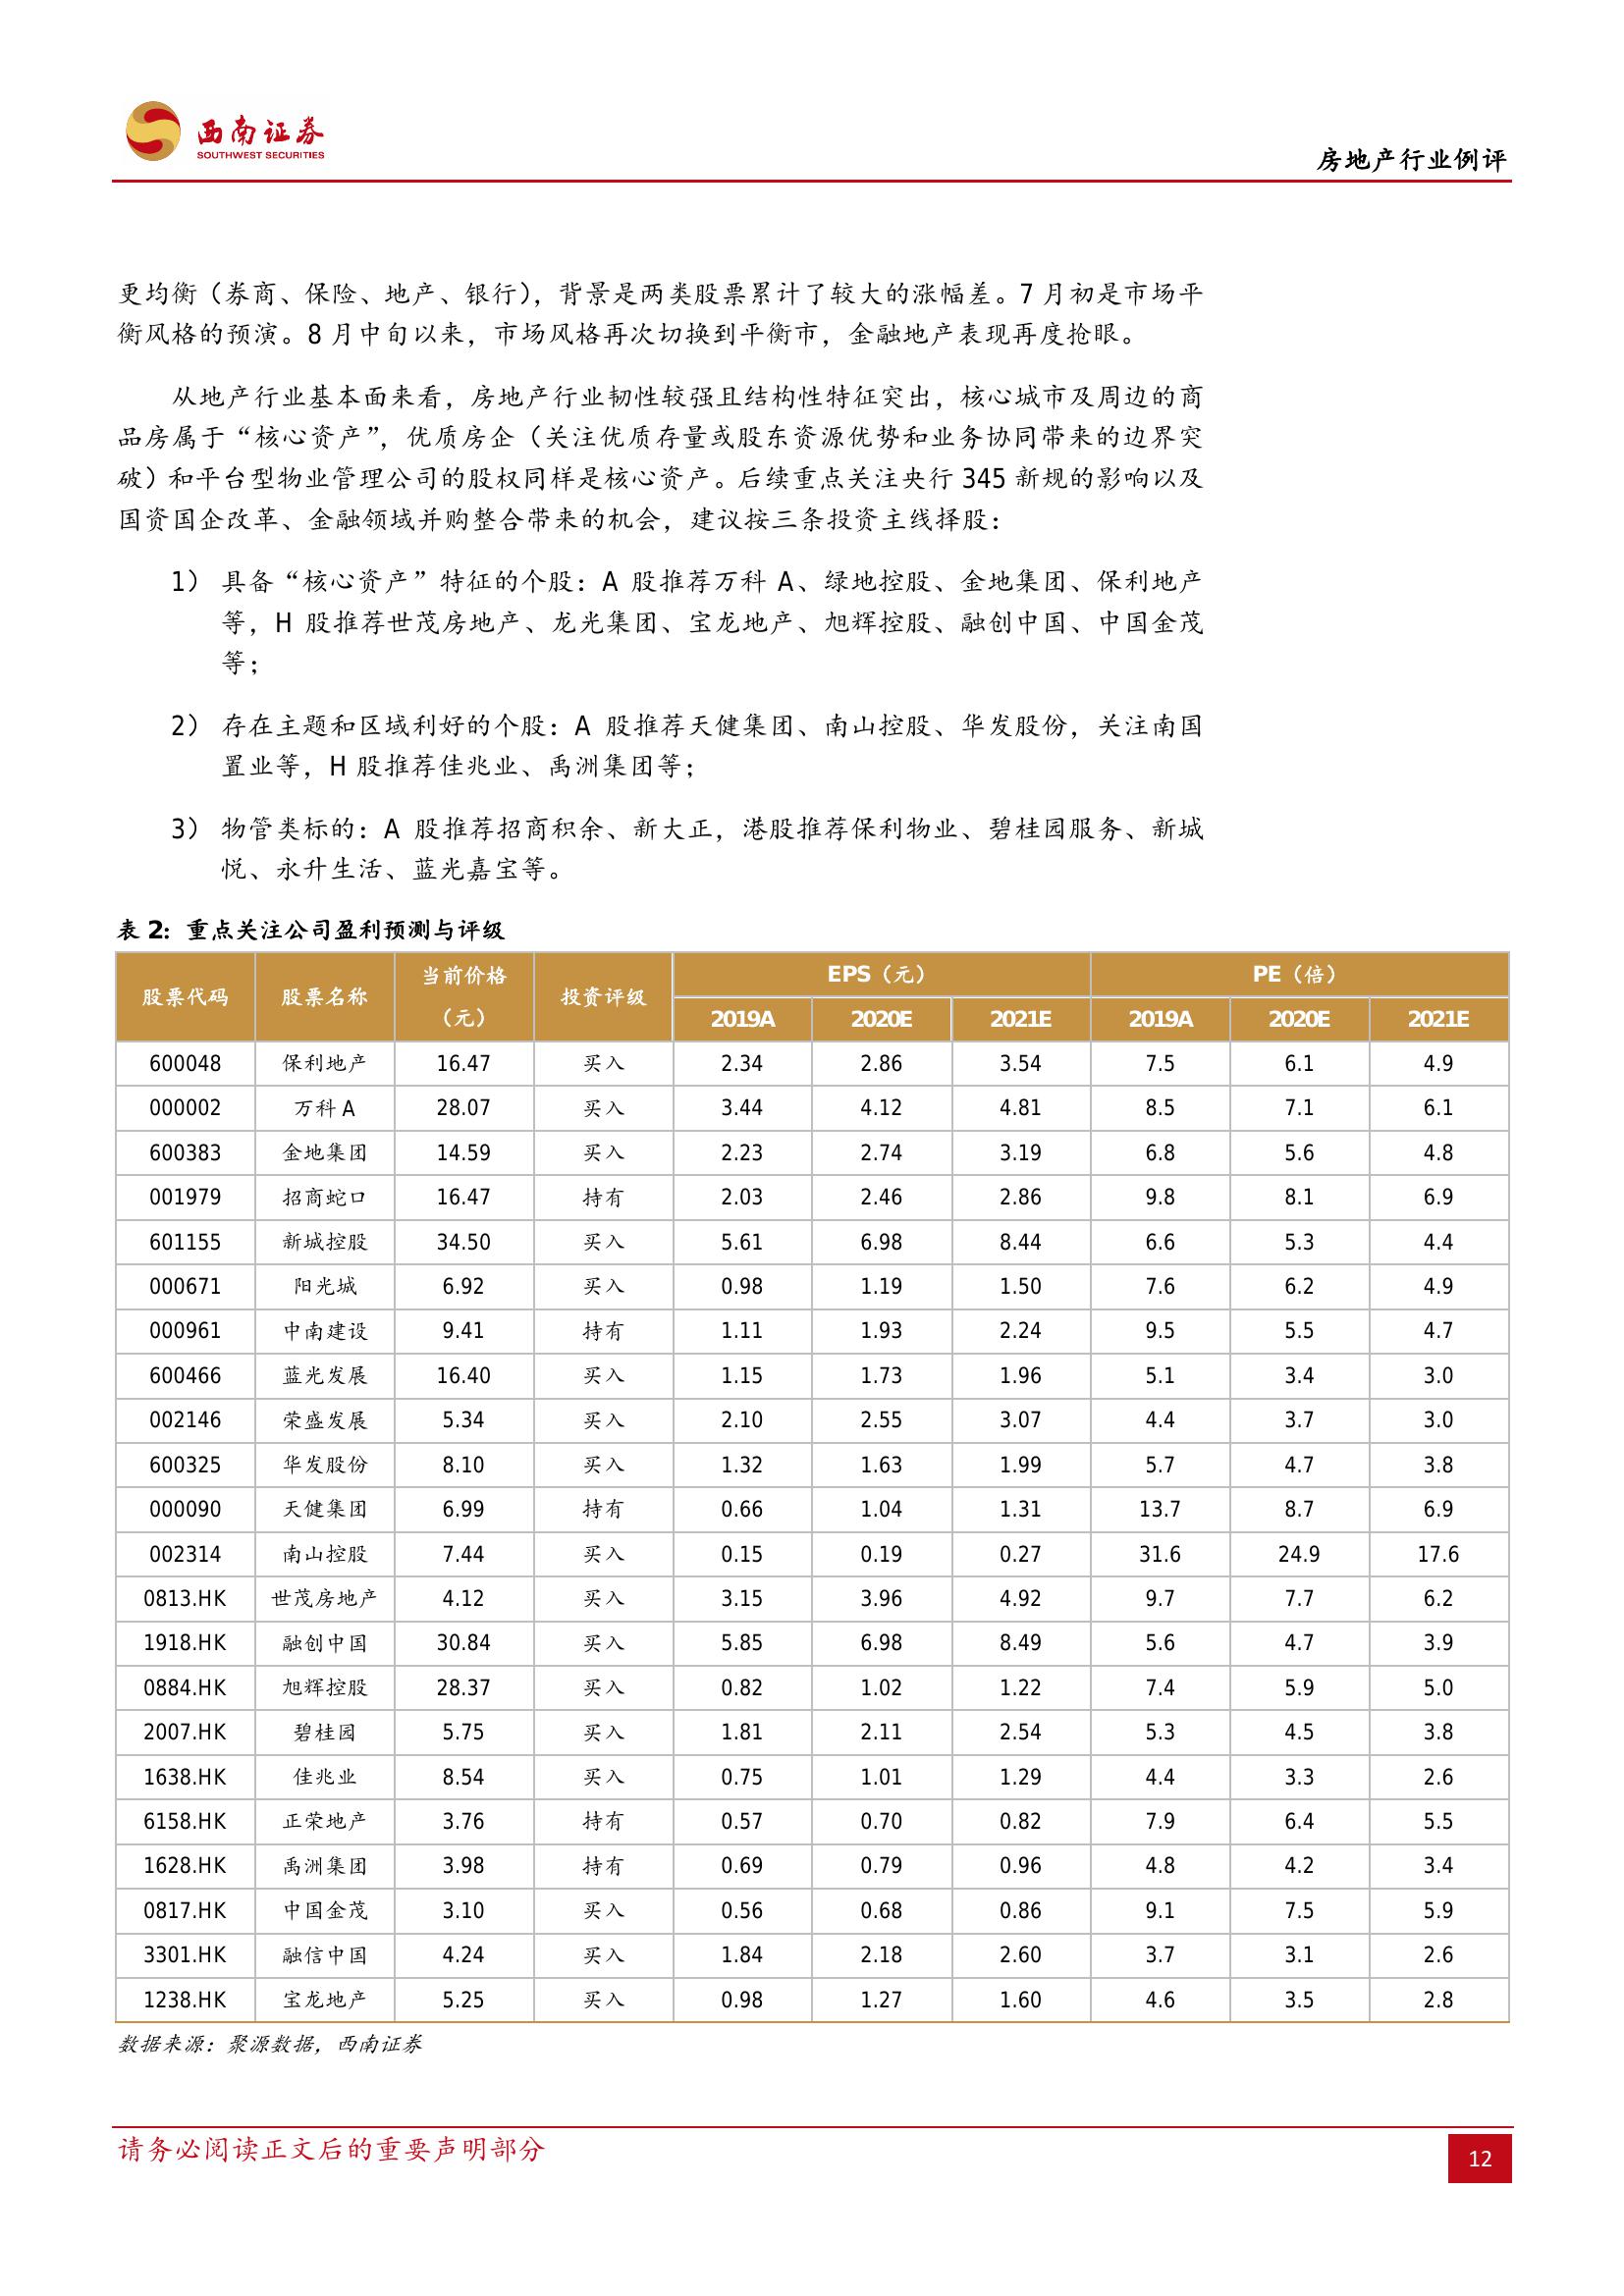 西南证券
SOUTHWEST SECURITIES
房地产行业例评
更均衡（券商、保险、地产、银行），背景是两类股票累计了较大的涨幅差。7 月初是市场平
衡风格的预演。8 月中旬以来，市场风格再次切换到平衡市，金融地产表现再度抢眼。
从地产行业基本面来看，房地产行业韧性较强且结构性特征突出，核心城市及周边的商
品房属于“核心资产”，优质房企（关注优质存量或股东资源优势和业务协同带来的边界突
破）和平台型物业管理公司的股权同样是核心资产。后续重点关注央行 345 新规的影响以及
国资国企改革、金融领域并购整合带来的机会，建议按三条投资主线择股：
1） 具备“核心资产”特征的个股：A 股推荐万科 A、绿地控股、金地集团、保利地产
等，H 股推荐世茂房地产、龙光集团、宝龙地产、旭辉控股、融创中国、中国金茂
等；
2） 存在主题和区域利好的个股：A 股推荐天健集团、南山控股、华发股份，关注南国
置业等，H 股推荐佳兆业、禹洲集团等；
3） 物管类标的：A 股推荐招商积余、新大正，港股推荐保利物业、碧桂园服务、新城
悦、永升生活、蓝光嘉宝等。
表 2：重点关注公司盈利预测与评级
股票代码 股票名称 当前价格（元） 投资评级 EPS（元） PE（倍）
2019A 2020E 2021E 2019A 2020E 2021E
600048 保利地产 16.47 买入 2.34 2.86 3.54 7.5 6.1 4.9
000002 万科 A 28.07 买入 3.44 4.12 4.81 8.5 7.1 6.1
600383 金地集团 14.59 买入 2.23 2.74 3.19 6.8 5.6 4.8
001979 招商蛇口 16.47 持有 2.03 2.46 2.86 9.8 8.1 6.9
601155 新城控股 34.50 买入 5.61 6.98 8.44 6.6 5.3 4.4
000671 阳光城 6.92 买入 0.98 1.19 1.50 7.6 6.2 4.9
000961 中南建设 9.41 持有 1.11 1.93 2.24 9.5 5.5 4.7
600466 蓝光发展 16.40 买入 1.15 1.73 1.96 5.1 3.4 3.0
002146 荣盛发展 5.34 买入 2.10 2.55 3.07 4.4 3.7 3.0
600325 华发股份 8.10 买入 1.32 1.63 1.99 5.7 4.7 3.8
000090 天健集团 6.99 持有 0.66 1.04 1.31 13.7 8.7 6.9
002314 南山控股 7.44 买入 0.15 0.19 0.27 31.6 24.9 17.6
0813.HK 世茂房地产 4.12 买入 3.15 3.96 4.92 9.7 7.7 6.2
1918.HK 融创中国 30.84 买入 5.85 6.98 8.49 5.6 4.7 3.9
0884.HK 旭辉控股 28.37 买入 0.82 1.02 1.22 7.4 5.9 5.0
2007.HK 碧桂园 5.75 买入 1.81 2.11 2.54 5.3 4.5 3.8
1638.HK 佳兆业 8.54 买入 0.75 1.01 1.29 4.4 3.3 2.6
6158.HK 正荣地产 3.76 持有 0.57 0.70 0.82 7.9 6.4 5.5
1628.HK 禹洲集团 3.98 持有 0.69 0.79 0.96 4.8 4.2 3.4
0817.HK 中国金茂 3.10 买入 0.56 0.68 0.86 9.1 7.5 5.9
3301.HK 融信中国 4.24 买入 1.84 2.18 2.60 3.7 3.1 2.6
1238.HK 宝龙地产 5.25 买入 0.98 1.27 1.60 4.6 3.5 2.8
数据来源：聚源数据，西南证券
请务必阅读正文后的重要声明部分
12